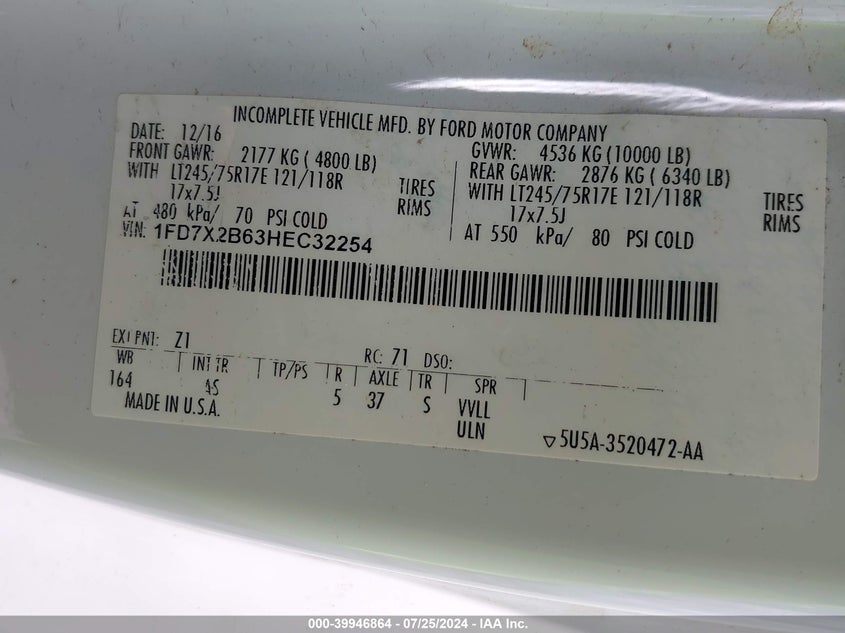 INCOMPLETE VEHICLE MFD. BY FORD MOTOR COMPANY
DATE: 12/16
GVWR: 4536 KG (10000 LB)
FRONT GAWR: 2177 KG ( 4800 LB)
REAR GAWR: 2876 KG ( 6340 LB)
WITH LT245/75R17E 121/118R TIRES
WITH LT245/75R17E 121/118R TIRES
17x7.5J RIMS
17x7.5J RIMS
AT 480 kPa/ 70 PSI COLD
AT 550 kPa/ 80 PSI COLD
VIN: 1FD7X2B63HEC32254
EXT PNT: Z1 RC: 71 DSO:
WB INT TR TP/PS R AXLE TR SPR
164 AS 5 37 S VVLL
MADE IN U.S.A. ULN
▽5U5A-3520472-AA
000-39946864 - 07/25/2024 - IAA Inc.